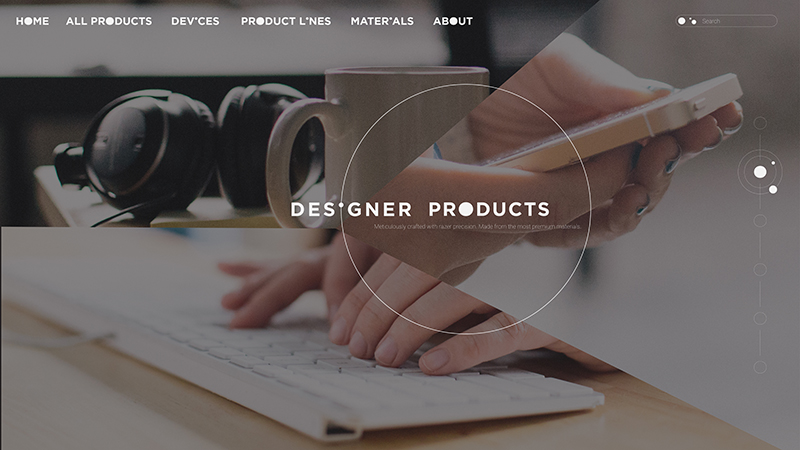 HOME ALL PRODUCTS DEVICES PRODUCT LINES MATERIALS ABOUT Search
DESIGNER PRODUCTS
Meticulously crafted with razer precision. Made from the most premium materials.